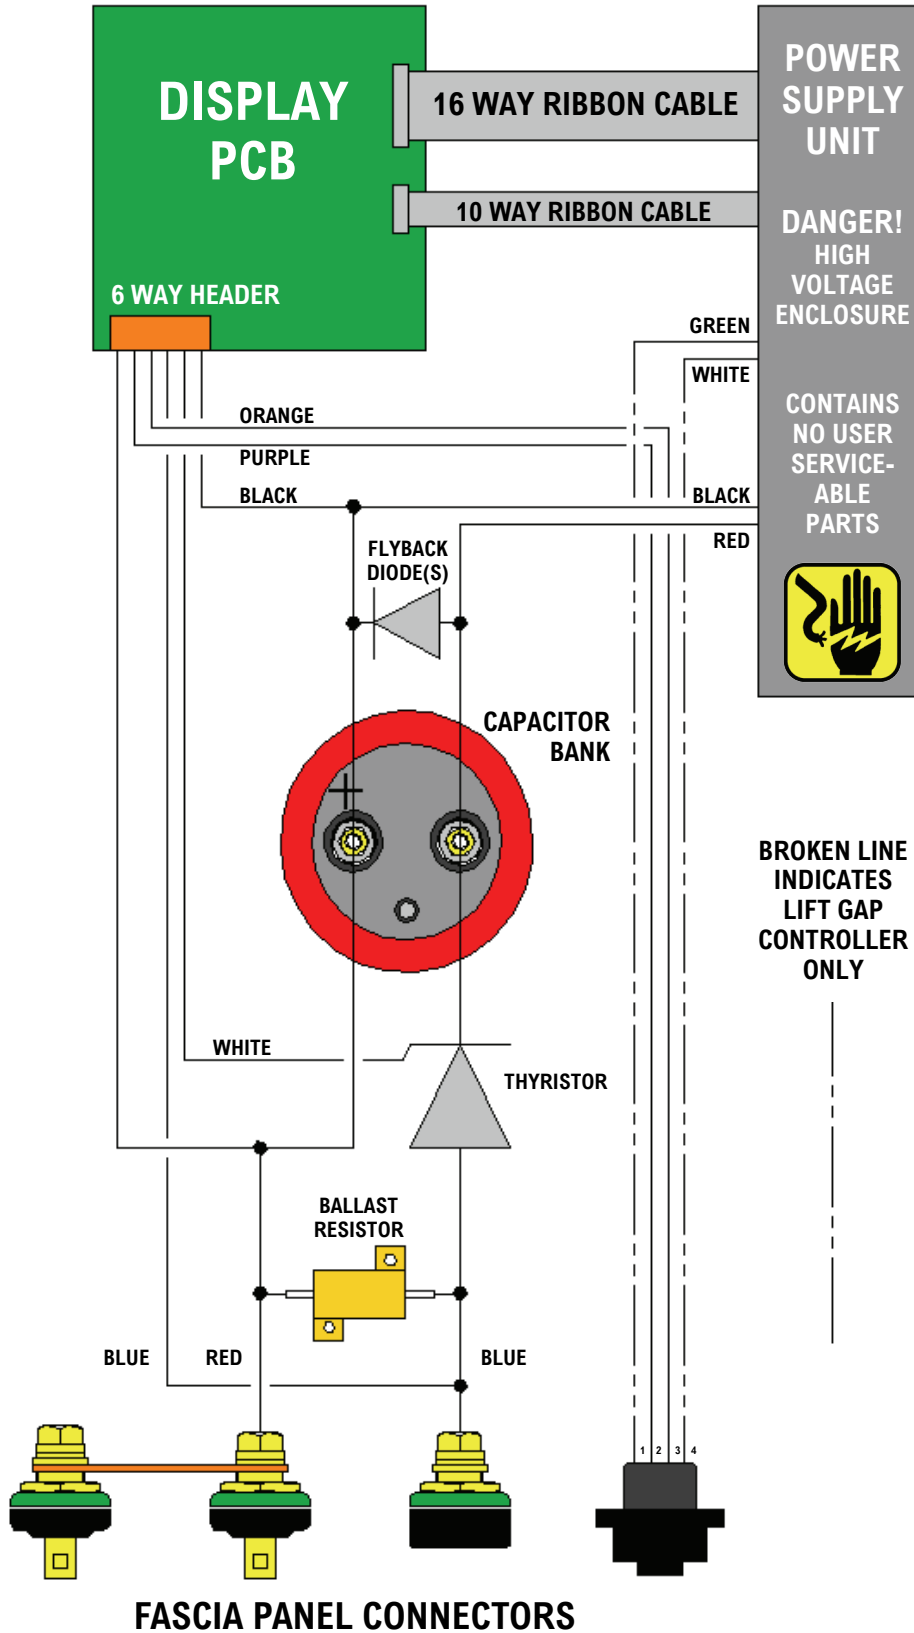 DISPLAY
PCB
16 WAY RIBBON CABLE
10 WAY RIBBON CABLE
POWER
SUPPLY
UNIT
DANGER!
HIGH
VOLTAGE
ENCLOSURE
CONTAINS
NO USER
SERVICE-
ABLE
PARTS
6 WAY HEADER
GREEN
WHITE
ORANGE
PURPLE
BLACK
BLACK
RED
FLYBACK
DIODE(S)
CAPACITOR
BANK
+
BROKEN LINE
INDICATES
LIFT GAP
CONTROLLER
ONLY
WHITE
THYRISTOR
BALLAST
RESISTOR
BLUE
RED
BLUE
1 2 3 4
FASCIA PANEL CONNECTORS